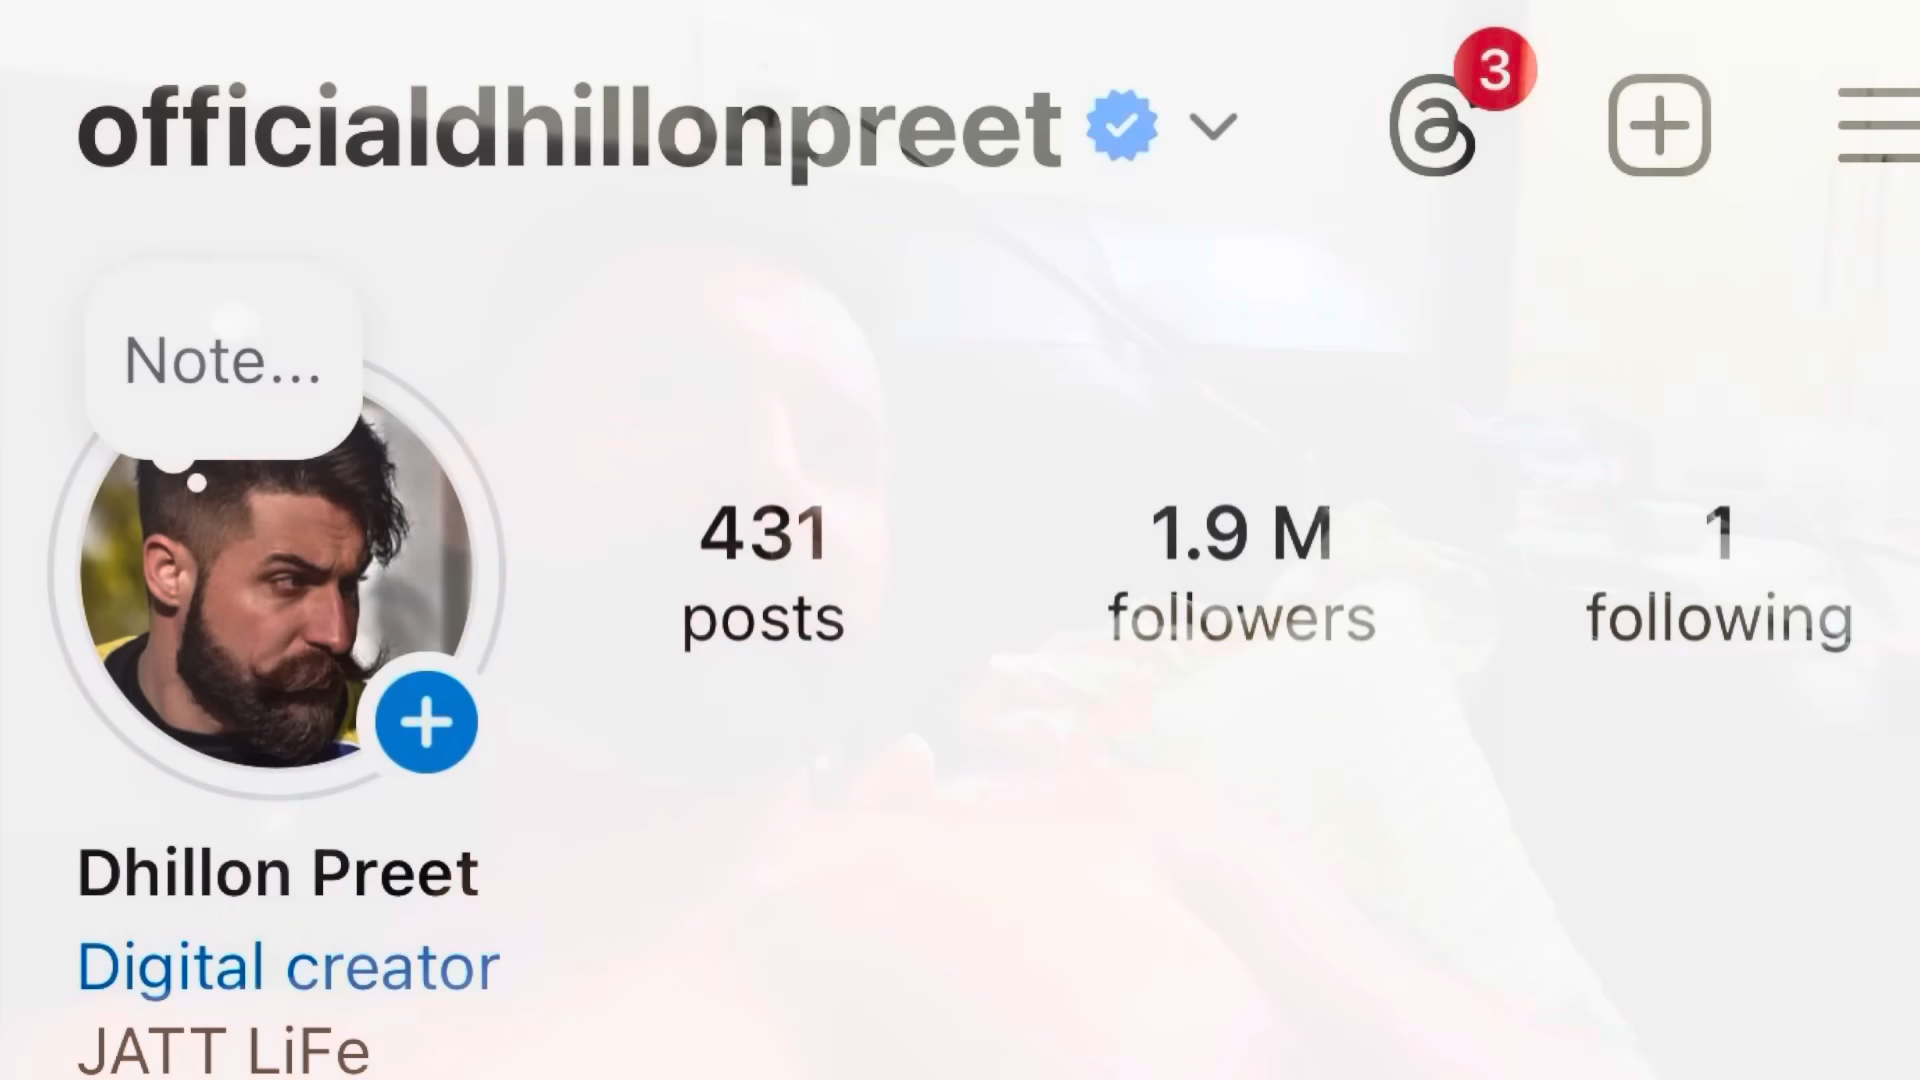 officialdhillonpreet
3
Note...
431
posts
1.9 M
followers
1
following
Dhillon Preet
Digital creator
JATT LiFe